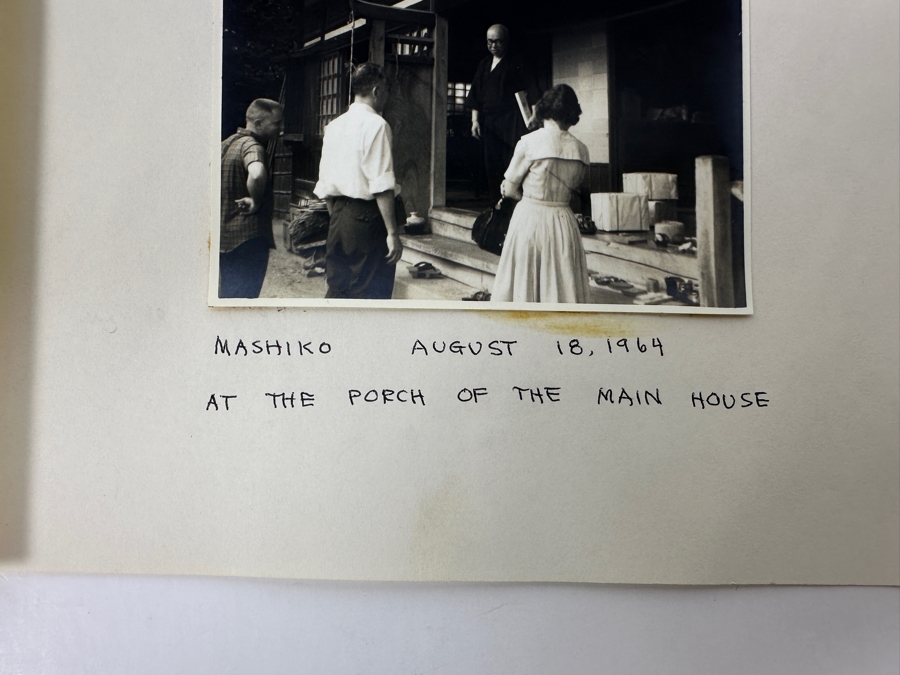 MASHIKO AUGUST 18, 1964
AT THE PORCH OF THE MAIN HOUSE